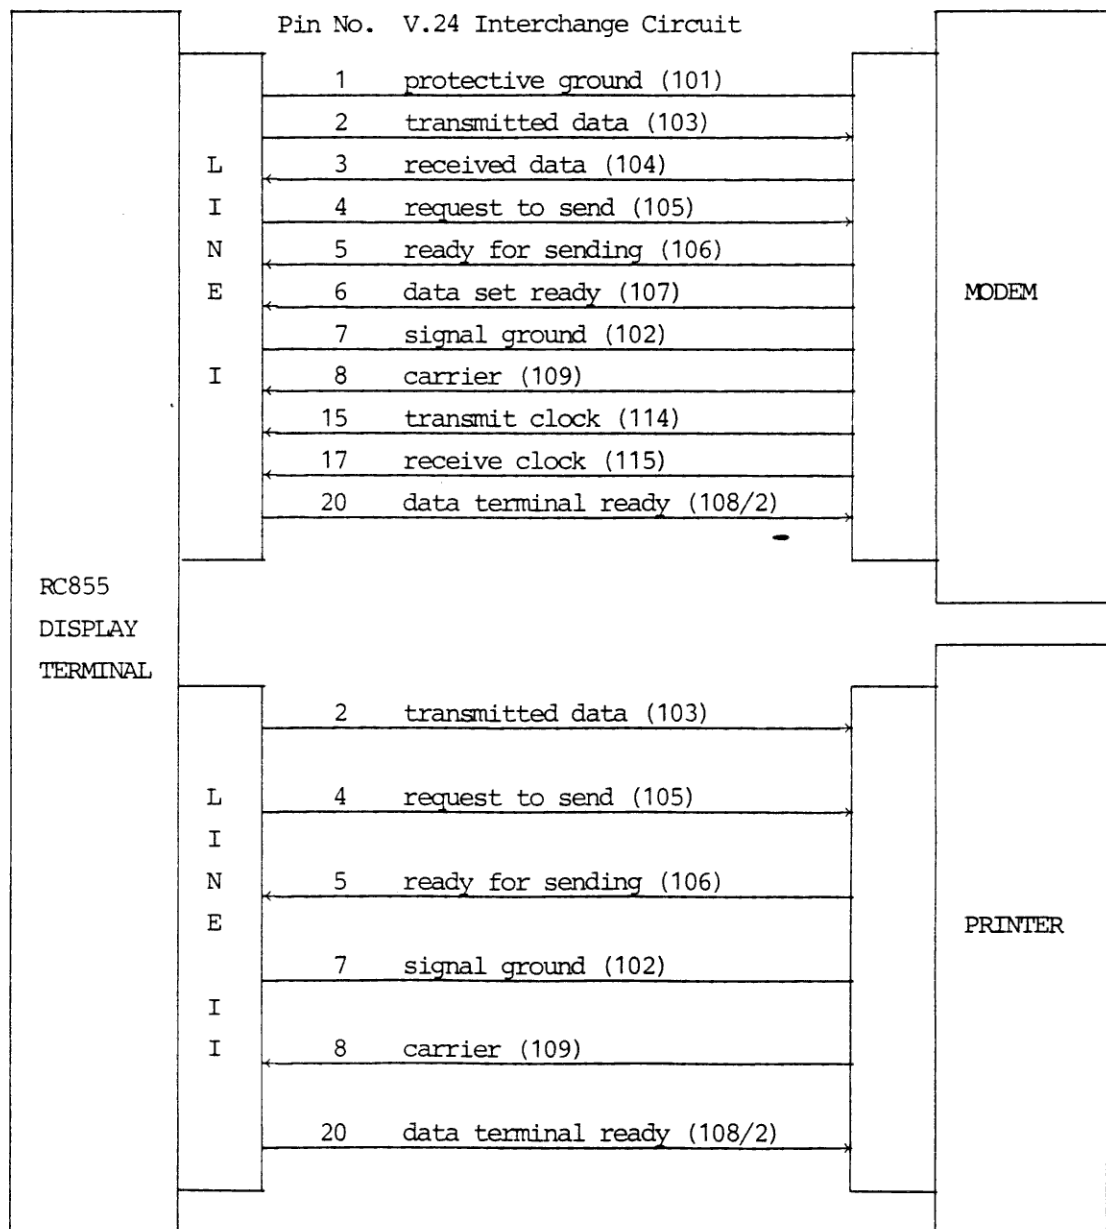 Pin No. V.24 Interchange Circuit
1 protective ground (101)
2 transmitted data (103)
3 received data (104)
4 request to send (105)
5 ready for sending (106)
6 data set ready (107)
7 signal ground (102)
8 carrier (109)
15 transmit clock (114)
17 receive clock (115)
20 data terminal ready (108/2)
L
I
N
E
I
MODEM
RC855
DISPLAY
TERMINAL
2 transmitted data (103)
4 request to send (105)
5 ready for sending (106)
7 signal ground (102)
8 carrier (109)
20 data terminal ready (108/2)
L
I
N
E
I
I
PRINTER